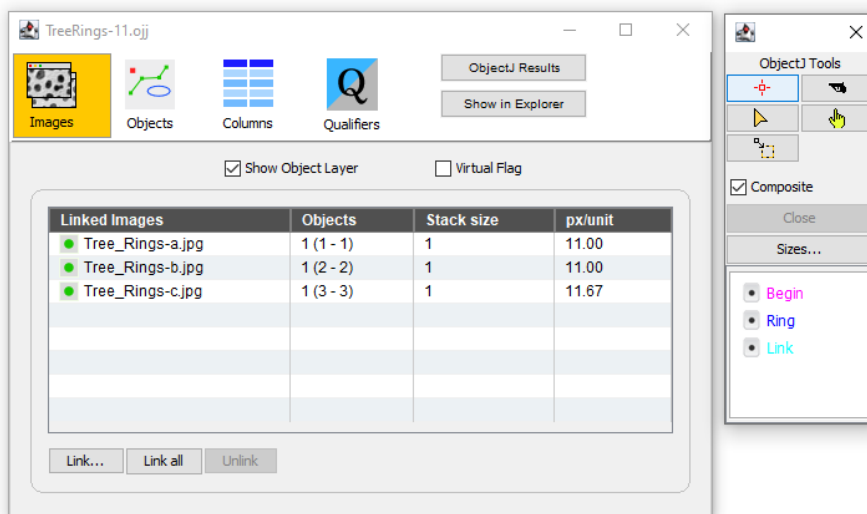 TreeRings-11.ojj
Images
Objects
Columns
Q
Qualifiers
ObjectJ Results
Show in Explorer
Show Object Layer
Virtual Flag
Linked Images Objects Stack size px/unit
Tree_Rings-a.jpg 1 (1 - 1) 1 11.00
Tree_Rings-b.jpg 1 (2 - 2) 1 11.00
Tree_Rings-c.jpg 1 (3 - 3) 1 11.67
Link...
Link all
Unlink
ObjectJ Tools
Composite
Close
Sizes...
Begin
Ring
Link